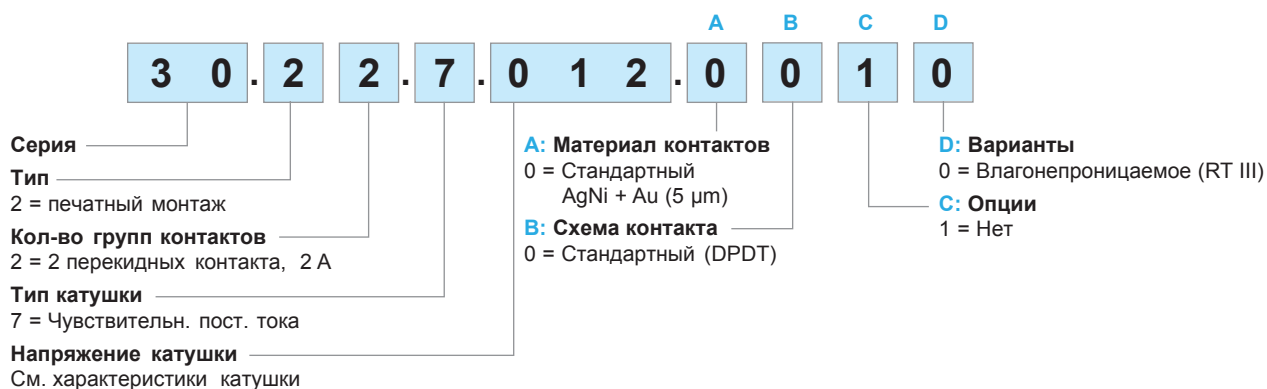 A B C D
3 0 . 2 2 . 7 . 0 1 2 . 0 0 1 0
Серия
Тип
2 = печатный монтаж
Кол-во групп контактов
2 = 2 перекидных контакта, 2 A
Тип катушки
7 = Чувствительн. пост. тока
Напряжение катушки
См. характеристики катушки
A: Материал контактов
0 = Стандартный
AgNi + Au (5 µm)
B: Схема контакта
0 = Стандартный (DPDT)
D: Варианты
0 = Влагонепроницаемое (RT III)
C: Опции
1 = Нет